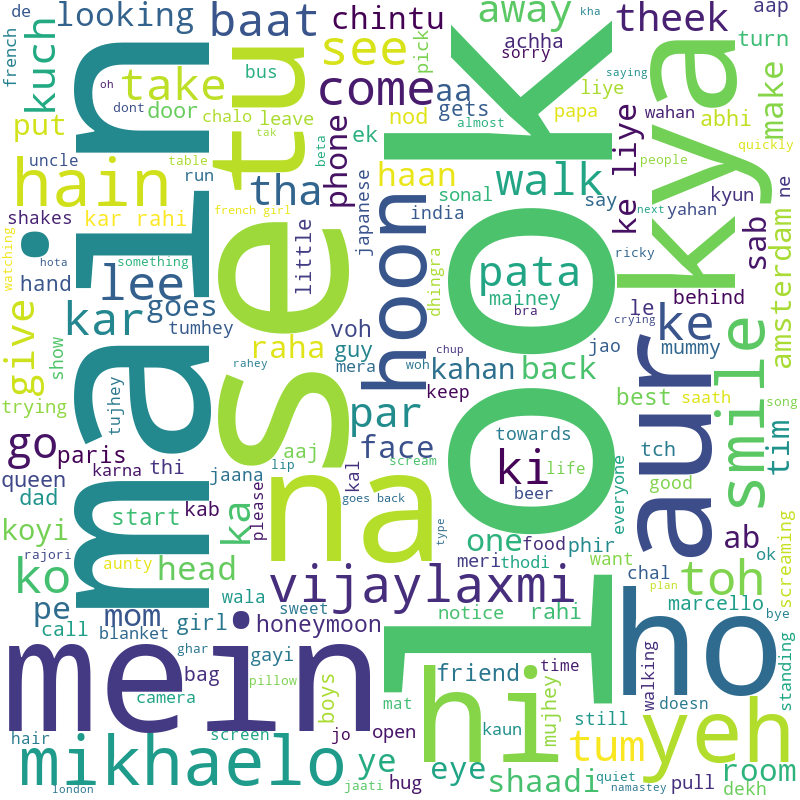 de
looking
baat
chintu
away
kha
theek
aap
french
kuch
main
oh
bus
take
tu
see
pick
achha
sorry
look
kya
turn
saying
come
aa
gets
liye
wahan
abhi
make
put
dont
door
chalo
leave
nod
papa
almost
quickly
uncle
tak
phone
ek
ke liye
people
run
table
beta
hain
tha
haan
walk
say
kyun
ne
shakes
kar rahi
french girl
japanese
sonal
india
next
yahan
sab
watching
hota
something
little
hoon
se
ricky
hand
lee
goes
pata
mainey
bra
behind
amsterdam
give
kar
tumhey
voh
dhingra
le
ke
crying
show
raha
guy
chup
woh
jao
mummy
smile
rahey
mera
kahan
back
trying
tujhey
keep
best
saath
song
par
aur
go
paris
na
face
towards
tch
tim
karna
thi
aaj
ki
life
everyone
good
queen
jaana
lip
kal
scream
beer
dad
kab
ka
please
goes back
koyi
start
type
one
food
phir
ab
screaming
rajori
ok
ko
aunty
head
vijaylaxmi
meri
thodi
want
chal
toh
plan
pe
mom
wala
sweet
notice
rahi
marcello
bye
call
blanket
girl
honeymoon
ho
mein
ghar
gayi
friend
time
walking
doesn
standing
bag
boys
hi
mujhey
camera
pillow
mat
still
yeh
hair
screen
jo
open
kaun
tum
mikhaelo
ye
eye
shaadi
quiet
room
london
jaati
hug
namastey
pull
dekh